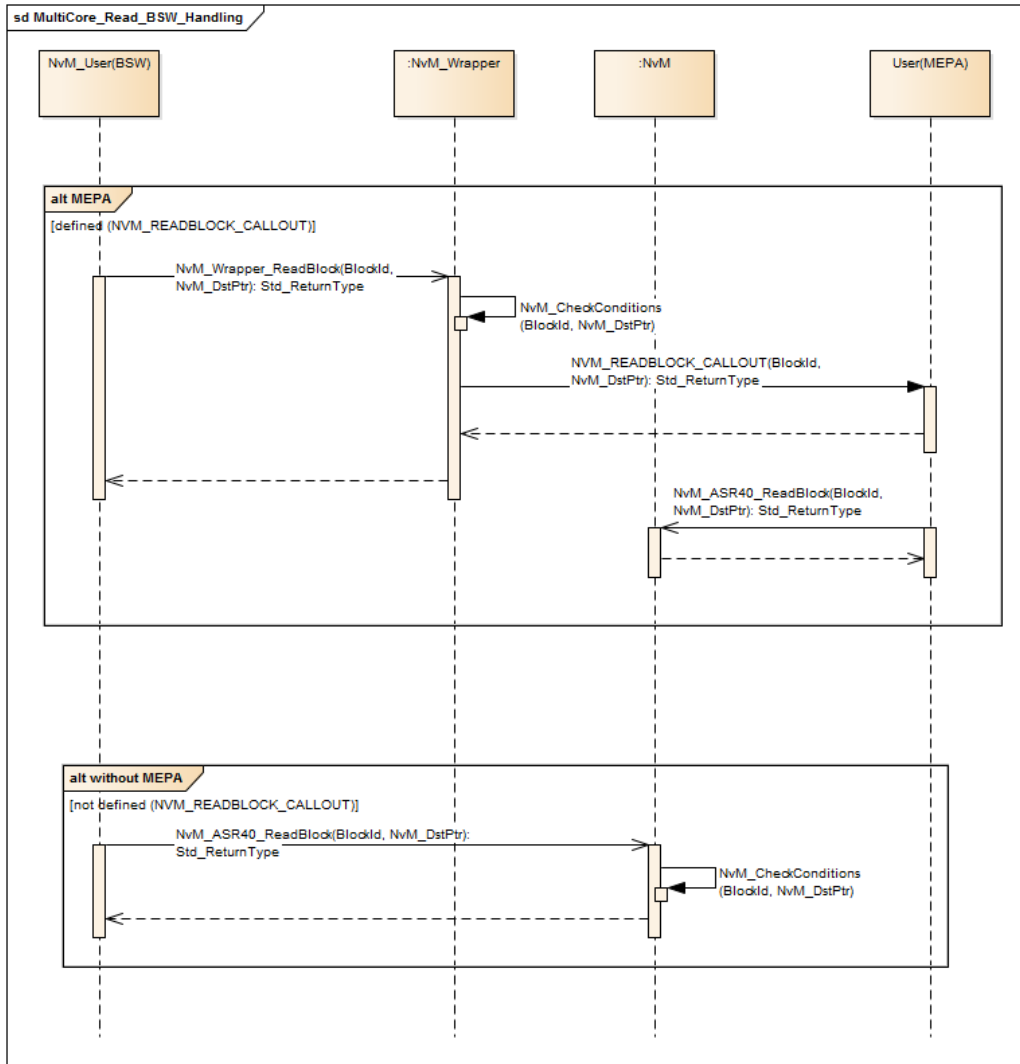 sd MultiCore_Read_BSW_Handling
NvM_User(BSW)
:NvM_Wrapper
:NvM
User(MEPA)
alt MEPA
[defined (NVM_READBLOCK_CALLOUT)]
NvM_Wrapper_ReadBlock(BlockId,
NvM_DstPtr): Std_ReturnType
NvM_CheckConditions
(BlockId, NvM_DstPtr)
NVM_READBLOCK_CALLOUT(BlockId,
NvM_DstPtr): Std_ReturnType
NvM_ASR40_ReadBlock(BlockId,
NvM_DstPtr): Std_ReturnType
alt without MEPA
[not defined (NVM_READBLOCK_CALLOUT)]
NvM_ASR40_ReadBlock(BlockId, NvM_DstPtr):
Std_ReturnType
NvM_CheckConditions
(BlockId, NvM_DstPtr)